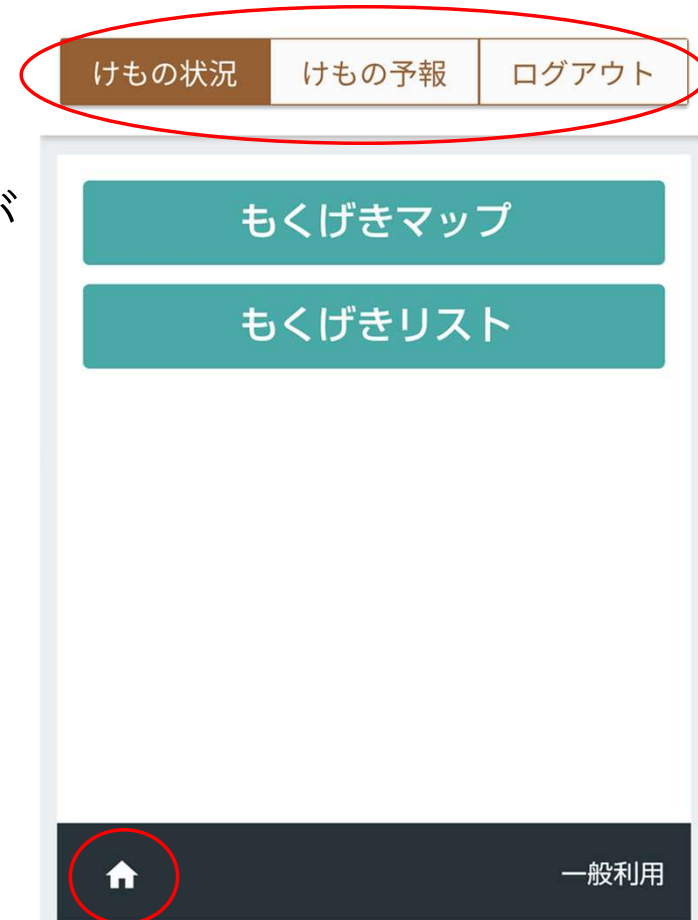 けもの状況 けもの予報 ログアウト
が
もくげきマップ
もくげきリスト
一般利用